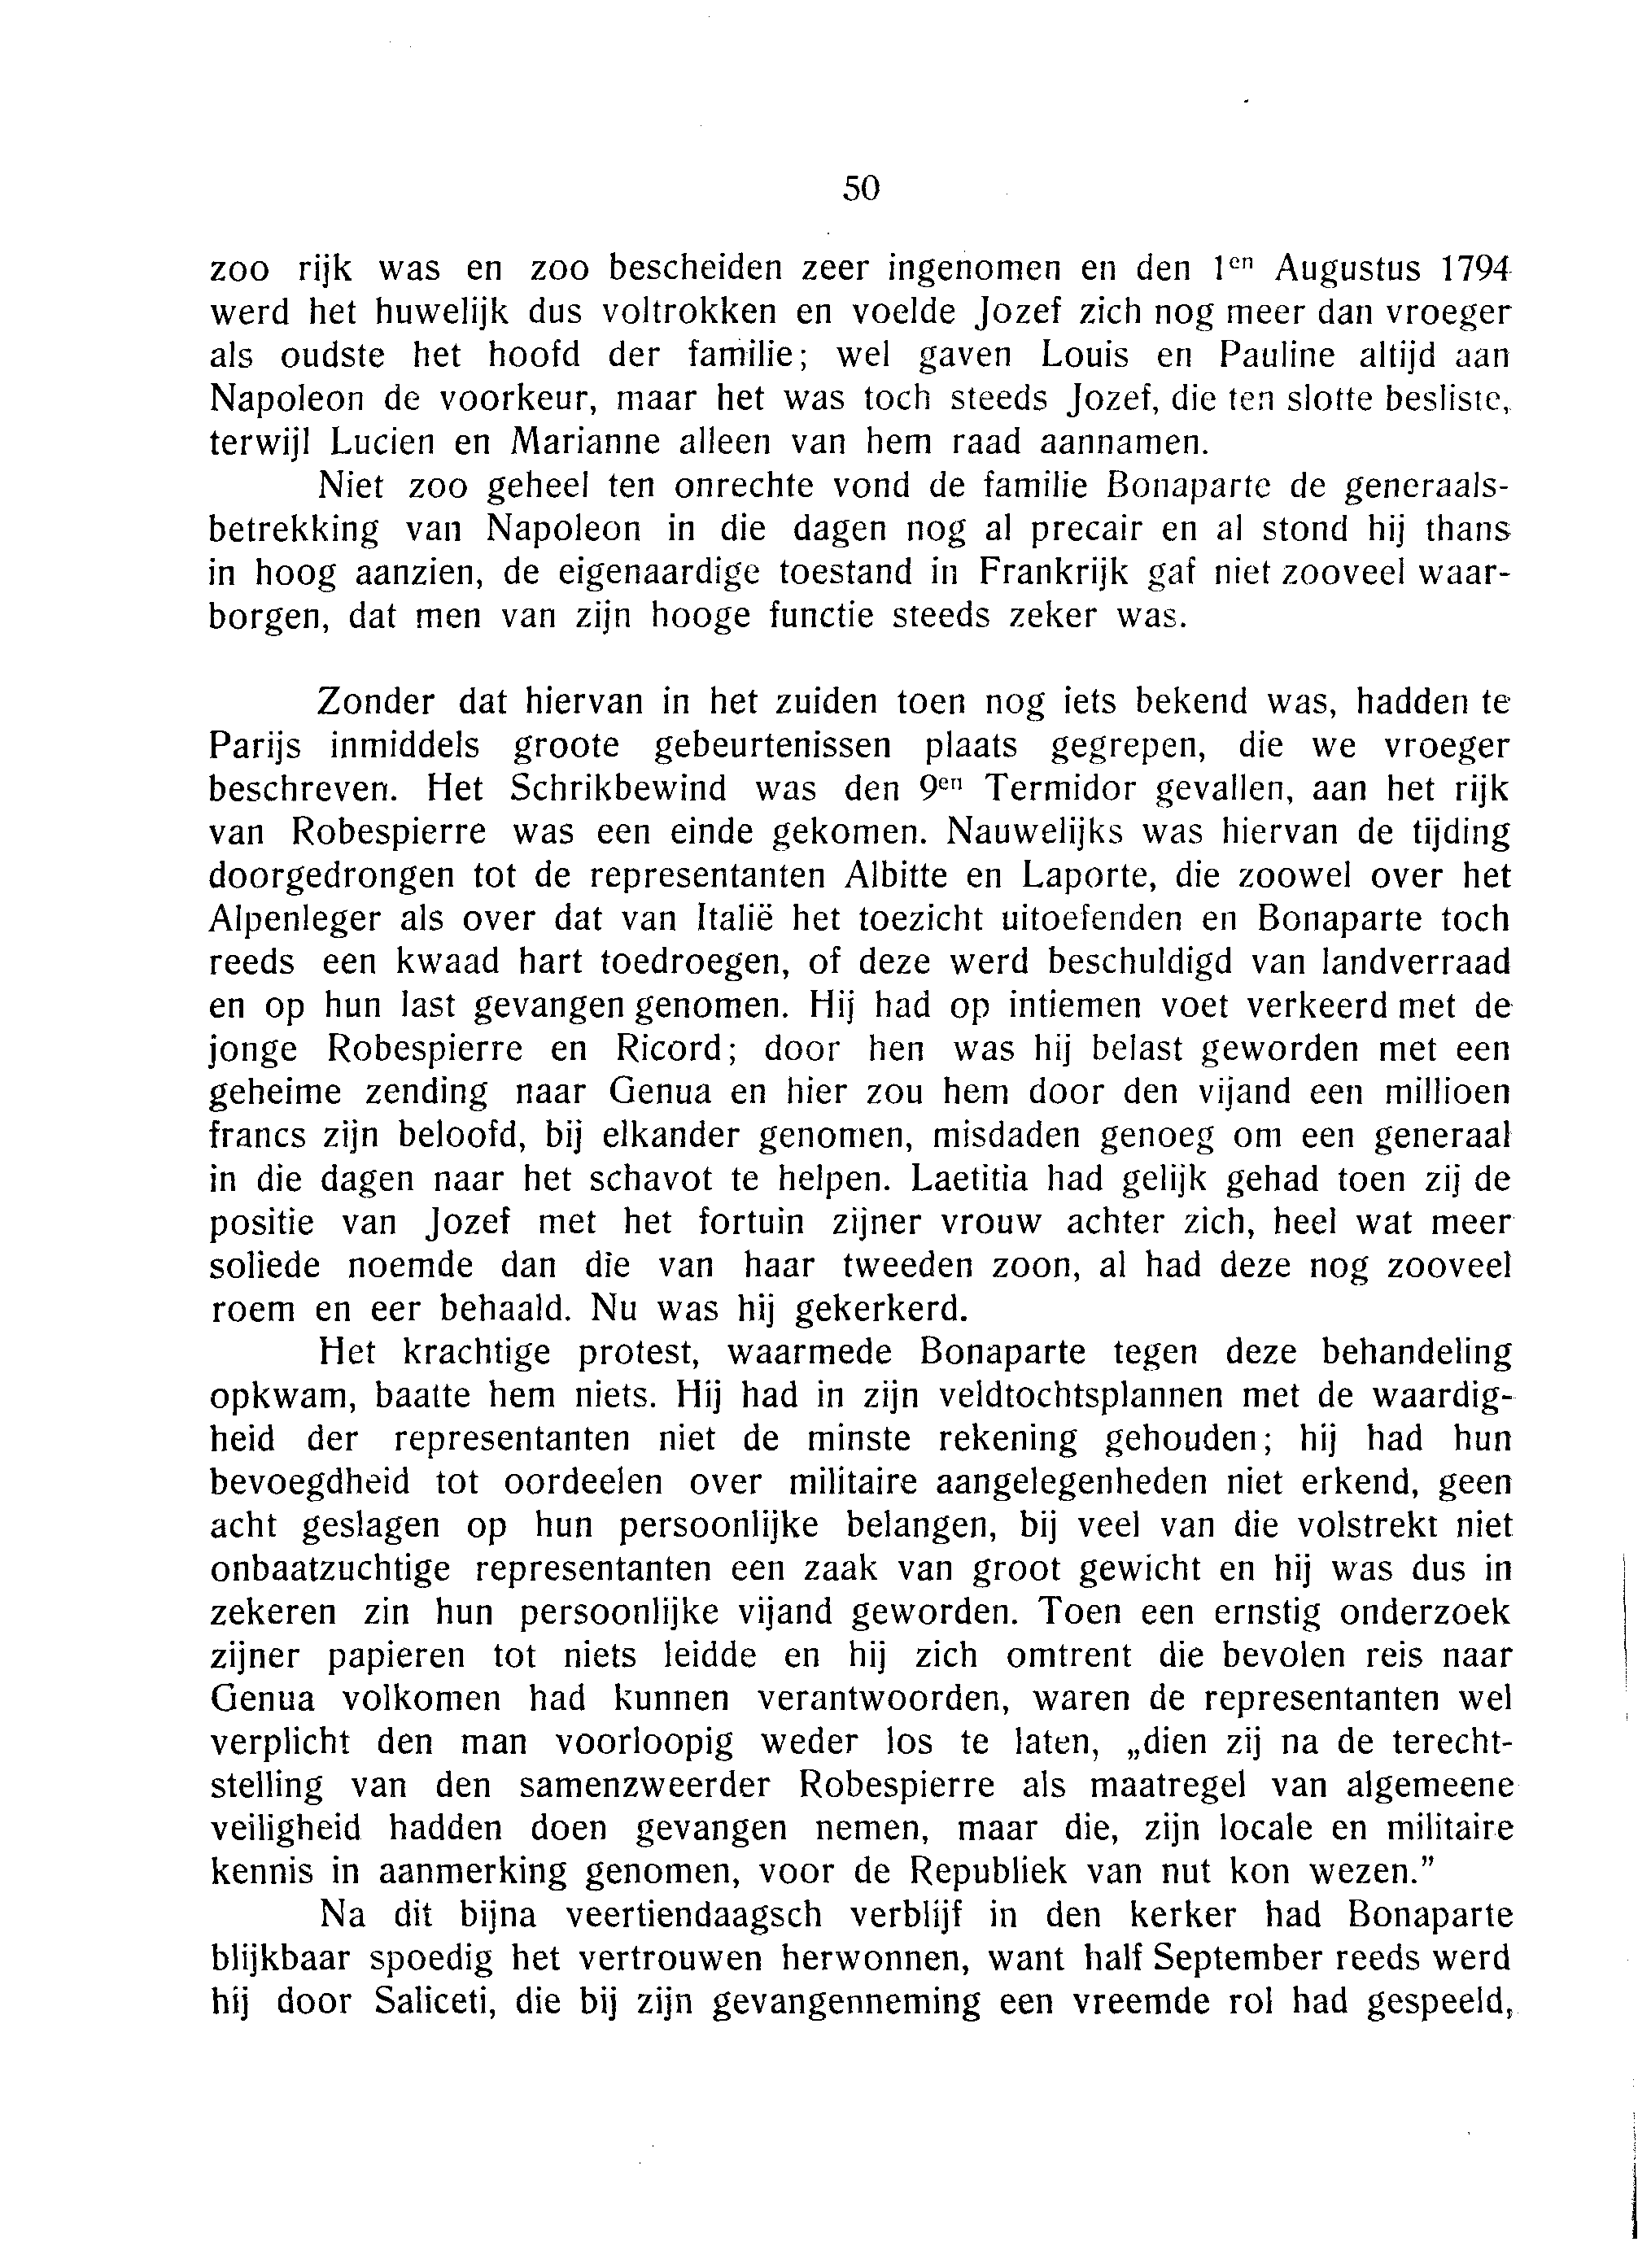 50
zoo rijk was en zoo bescheiden zeer ingenomen en den 1en Augustus 1794
werd het huwelijk dus voltrokken en voelde Jozef zich nog meer dan vroeger
als oudste het hoofd der familie; wel gaven Louis en Pauline altijd aan
Napoleon de voorkeur, maar het was toch steeds Jozef, die ten slotte besliste,
terwijl Lucien en Marianne alleen van hem raad aannamen.
Niet zoo geheel ten onrechte vond de familie Bonaparte de generaals-
betrekking van Napoleon in die dagen nog al precair en al stond hij thans
in hoog aanzien, de eigenaardige toestand in Frankrijk gaf niet zooveel waar-
borgen, dat men van zijn hooge functie steeds zeker was.
Zonder dat hiervan in het zuiden toen nog iets bekend was, hadden te
Parijs inmiddels groote gebeurtenissen plaats gegrepen, die we vroeger
beschreven. Het Schrikbewind was den 9en Termidor gevallen, aan het rijk
van Robespierre was een einde gekomen. Nauwelijks was hiervan de tijding
doorgedrongen tot de representanten Albitte en Laporte, die zoowel over het
Alpenleger als over dat van Italië het toezicht uitoefenden en Bonaparte toch
reeds een kwaad hart toedroegen, of deze werd beschuldigd van landverraad
en op hun last gevangen genomen. Hij had op intiemen voet verkeerd met de
jonge Robespierre en Ricord; door hen was hij belast geworden met een
geheime zending naar Genua en hier zou hem door den vijand een millioen
francs zijn beloofd, bij elkander genomen, misdaden genoeg om een generaal
in die dagen naar het schavot te helpen. Laetitia had gelijk gehad toen zij de
positie van Jozef met het fortuin zijner vrouw achter zich, heel wat meer
soliede noemde dan die van haar tweeden zoon, al had deze nog zooveel
roem en eer behaald. Nu was hij gekerkerd.
Het krachtige protest, waarmede Bonaparte tegen deze behandeling
opkwam, baatte hem niets. Hij had in zijn veldtochtsplannen met de waardig-
heid der representanten niet de minste rekening gehouden; hij had hun
bevoegdheid tot oordeelen over militaire aangelegenheden niet erkend, geen
acht geslagen op hun persoonlijke belangen, bij veel van die volstrekt niet
onbaatzuchtige representanten een zaak van groot gewicht en hij was dus in
zekeren zin hun persoonlijke vijand geworden. Toen een ernstig onderzoek
zijner papieren tot niets leidde en hij zich omtrent die bevolen reis naar
Genua volkomen had kunnen verantwoorden, waren de representanten wel
verplicht den man voorloopig weder los te laten, „dien zij na de terecht-
stelling van den samenzweerder Robespierre als maatregel van algemeene
veiligheid hadden doen gevangen nemen, maar die, zijn locale en militaire
kennis in aanmerking genomen, voor de Republiek van nut kon wezen.”
Na dit bijna veertiendaagsch verblijf in den kerker had Bonaparte
blijkbaar spoedig het vertrouwen herwonnen, want half September reeds werd
hij door Saliceti, die bij zijn gevangenneming een vreemde rol had gespeeld,